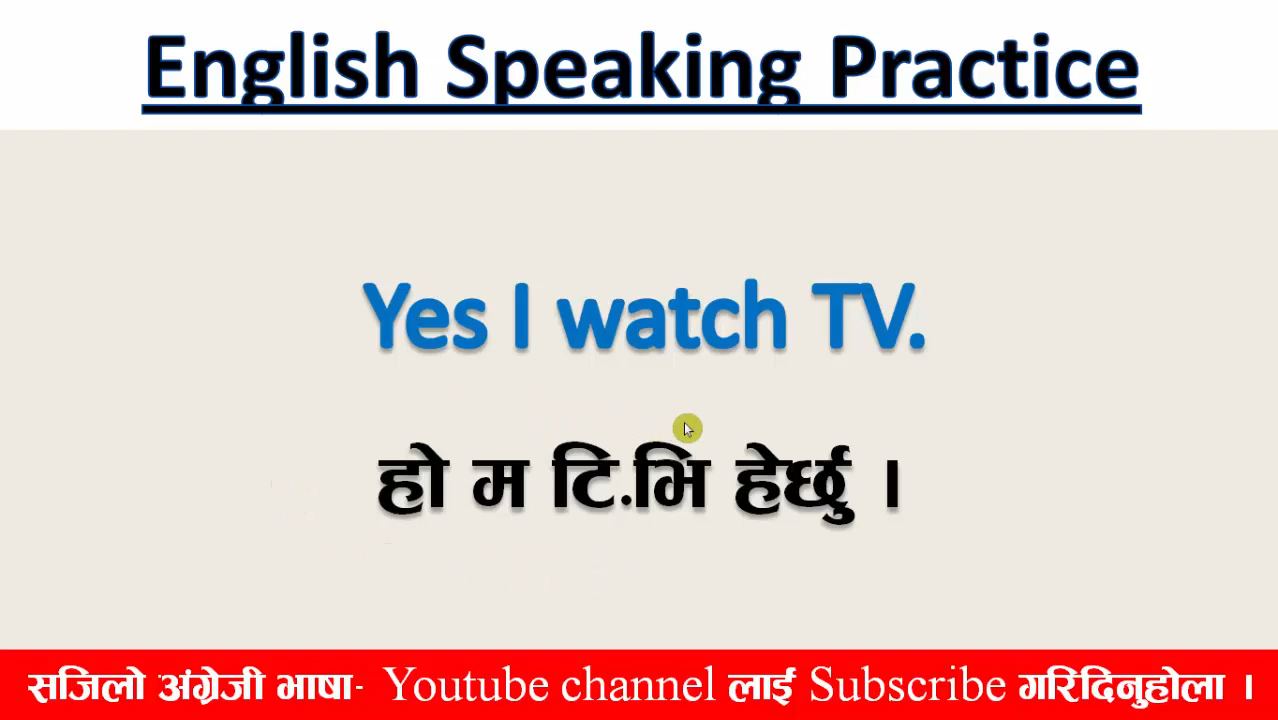 English Speaking Practice
Yes I watch TV.
हो म टि.भि हेर्छु ।
सजिलो अंग्रेजी भाषा- Youtube channel लाई Subscribe गरिदिनुहोला ।